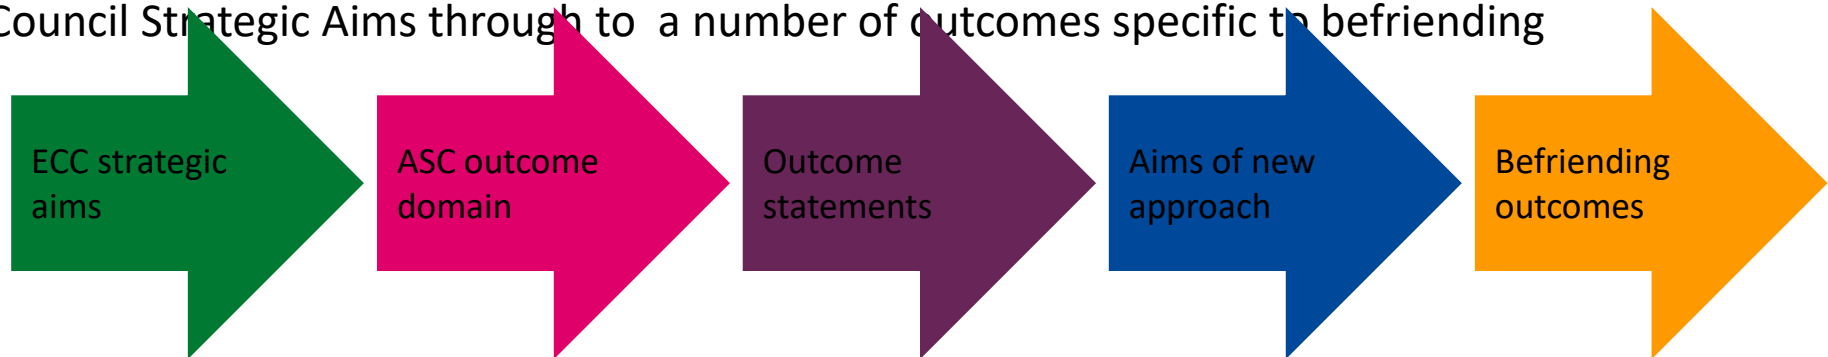 Council Strategic Aims through to  a number of outcomes specific to befriending
ECC strategic
aims
ASC outcome
domain
Outcome
statements
Aims of new
approach
Befriending
outcomes